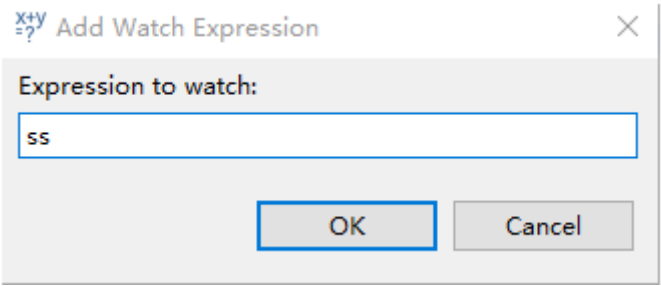 x+y
=?
Add Watch Expression
Expression to watch:
ss
OK
Cancel